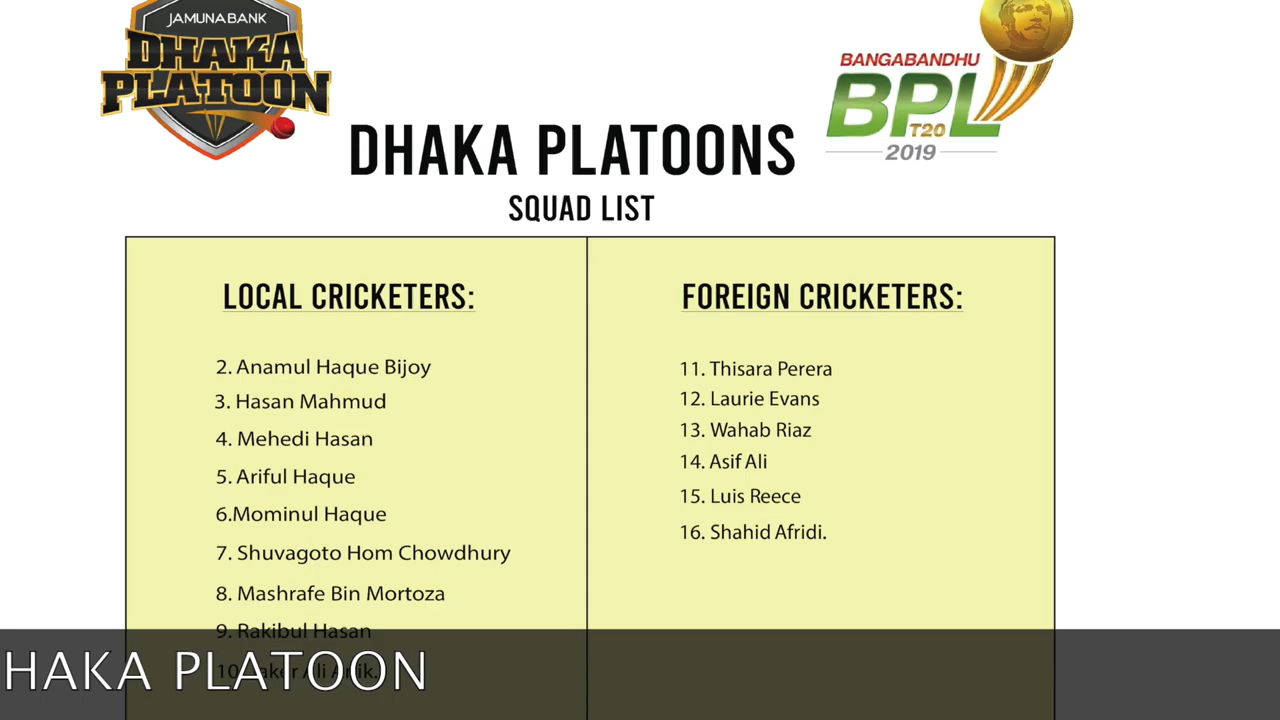 JAMUNA BANK
DHAKA
PLATOON
BANGABANDHU
BPL
T20
2019
DHAKA PLATOONS
SQUAD LIST
LOCAL CRICKETERS:
2. Anamul Haque Bijoy
3. Hasan Mahmud
4. Mehedi Hasan
5. Ariful Haque
6.Mominul Haque
7. Shuvagoto Hom Chowdhury
8. Mashrafe Bin Mortoza
9. Rakibul Hasan
10. Ali
FOREIGN CRICKETERS:
11. Thisara Perera
12. Laurie Evans
13. Wahab Riaz
14. Asif Ali
15. Luis Reece
16. Shahid Afridi.
HAKA PLATOON